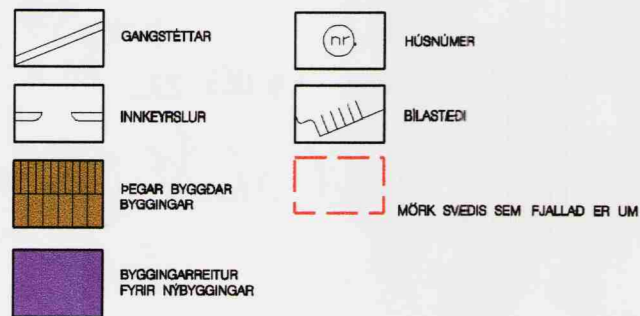 GANGSTÉTTAR
INNKEYRSLUR
ÞEGAR BYGGÐAR
BYGGINGAR
BYGGINGARREITUR
FYRIR NÝBYGGINGAR
nr.
HÚSNÚMER
BÍLASTÆÐI
MÖRK SVÆÐIS SEM FJALLAÐ ER UM